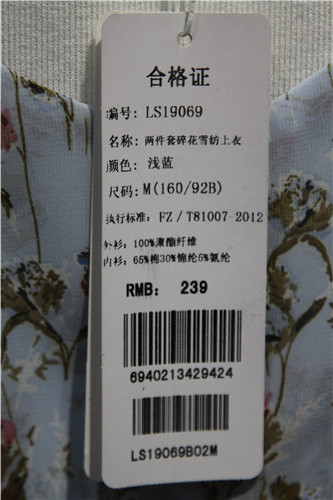 合格证
编号: LS19069
名称: 两件套碎花雪纺上衣
颜色: 浅蓝
尺码: M(160/92B)
执行标准: FZ/T81007-2012
外衫: 100%聚酯纤维
内衫: 65%棉30%锦纶5%氨纶
RMB: 239
6940213429424
LS19069B02M